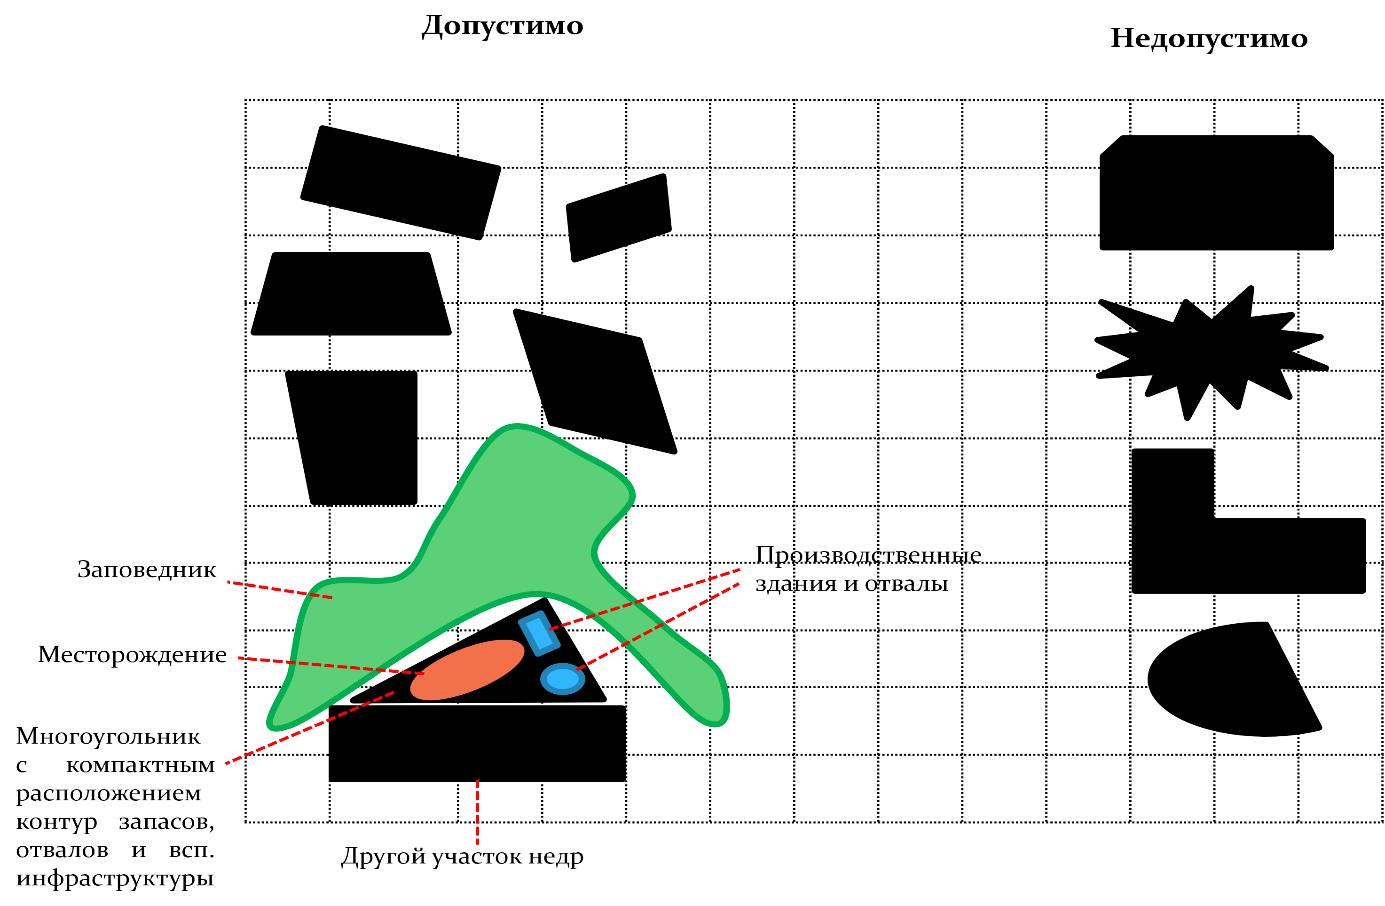 Допустимо
Недопустимо
Заповедник
Производственные
здания и отвалы
Месторождение
Многоугольник
с компактным
расположением
контур запасов,
отвалов и всп.
инфраструктуры
Другой участок недр